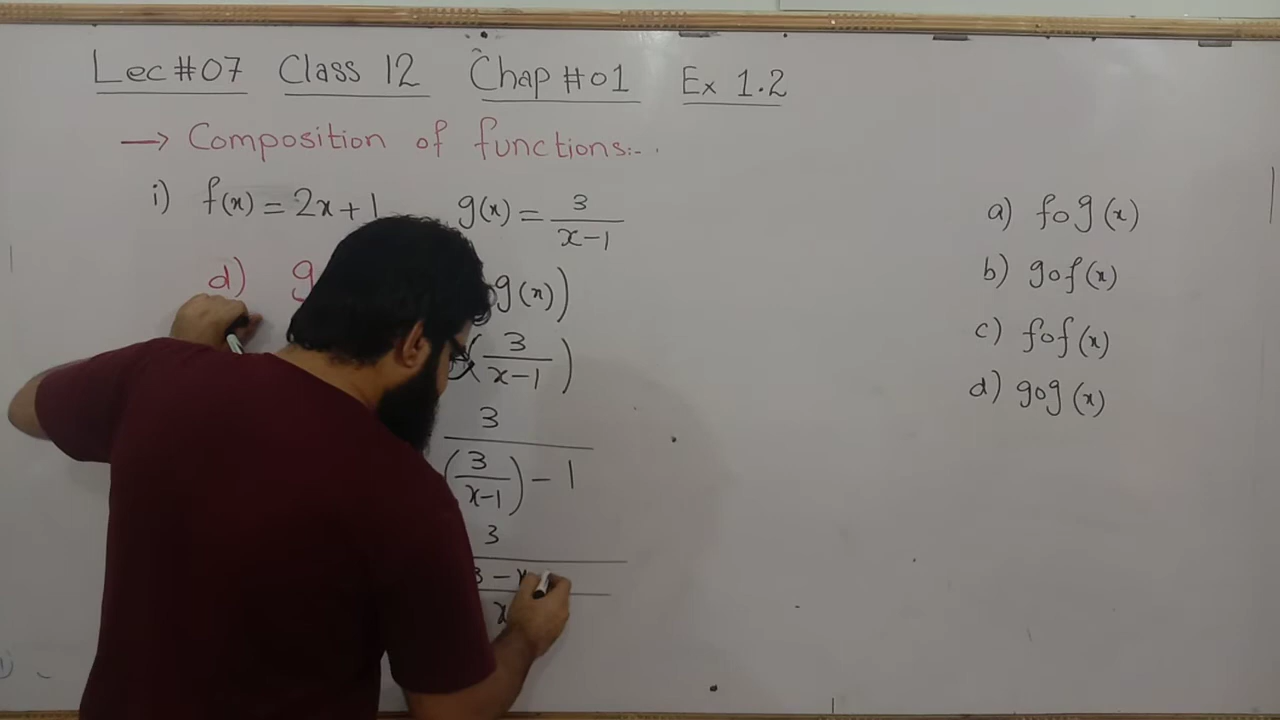 Lec#07 Class 12 Chap #01 Ex 1.2
→ Composition of functions:-
i) f(x) = 2x+1 g(x) = 3/(x-1)
d) g g(x))
(3/(x-1))
3
(3/(x-1)) - 1
3
3 - x
x
a) fog(x)
b) gof(x)
c) fof(x)
d) gog(x)